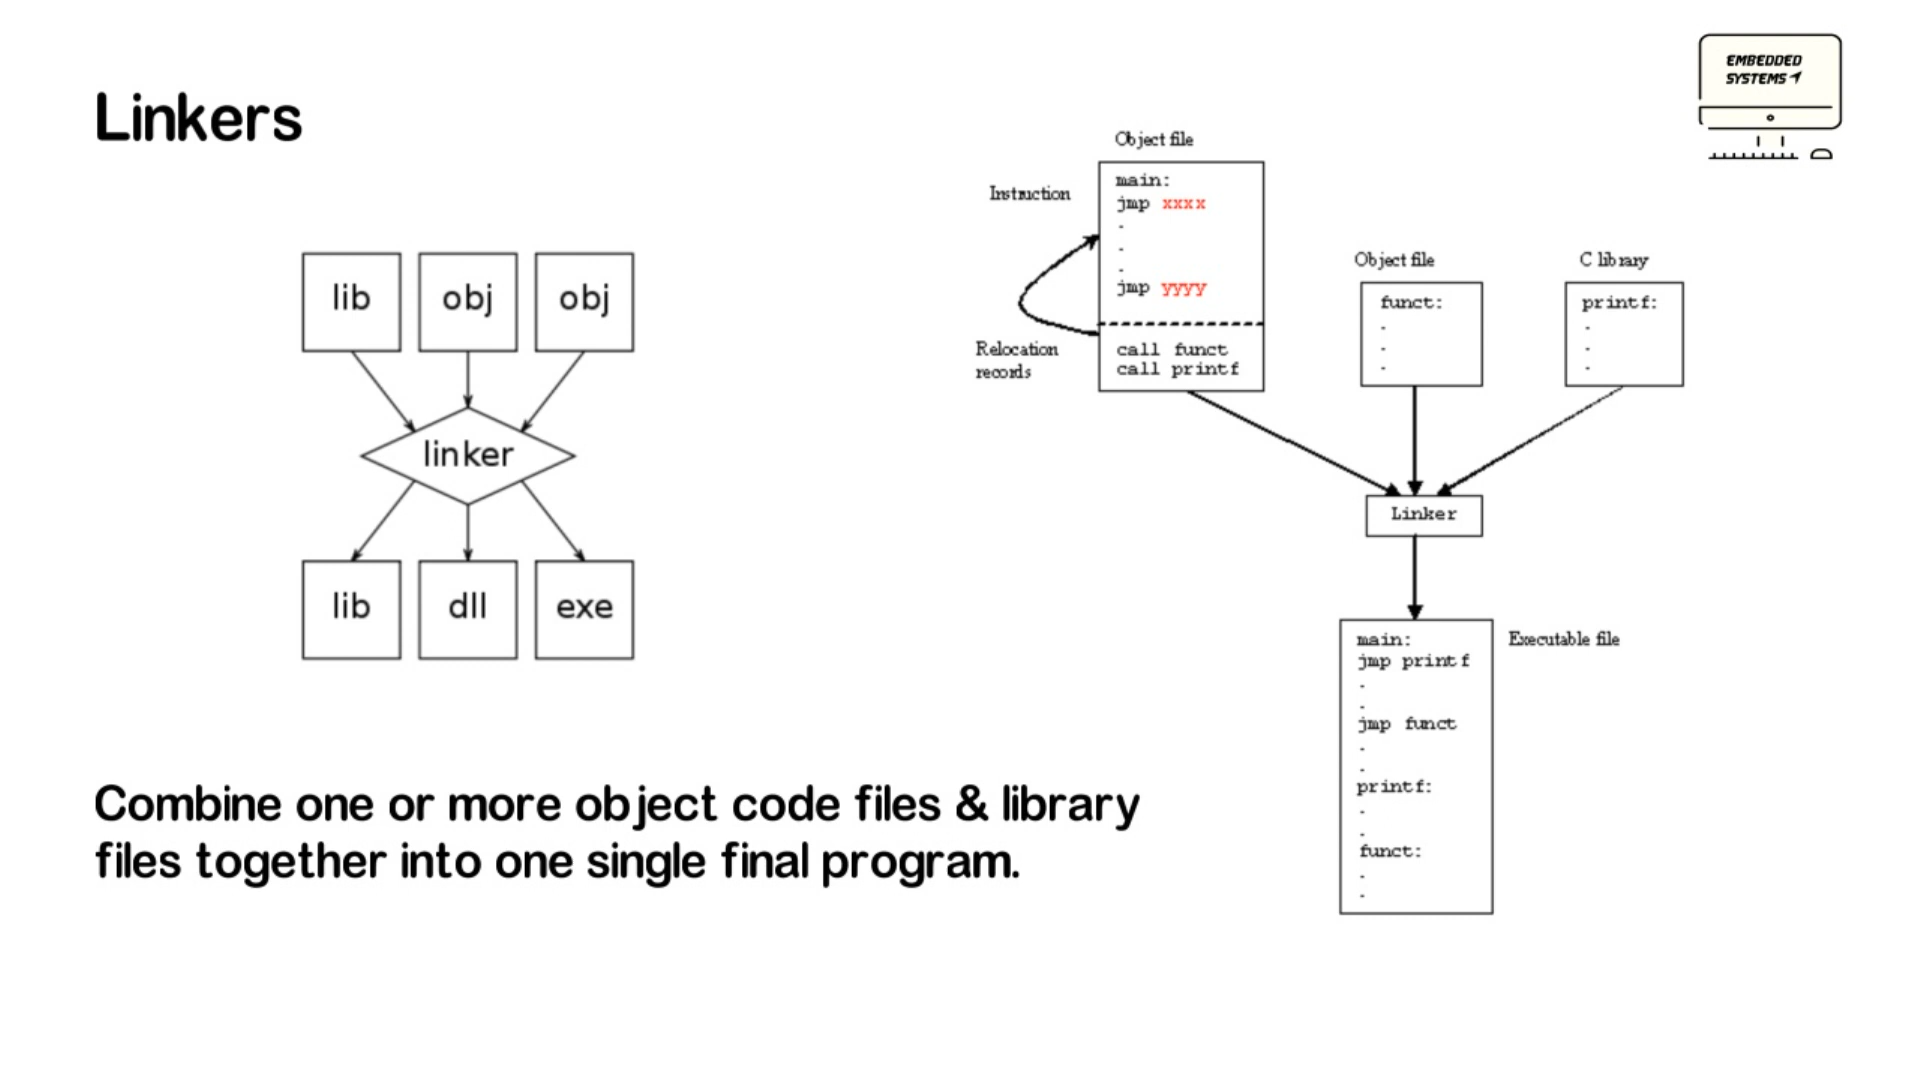 EMBEDDED
SYSTEMS
Linkers
lib
obj
obj
linker
lib
dll
exe
Object file
Instruction
main:
jmp xxxx
.
.
.
jmp yyyy
Relocation
records
call funct
call printf
Object file
funct:
.
.
.
C library
printf:
.
.
.
Linker
Executable file
main:
jmp printf
.
.
jmp funct
.
.
printf:
.
.
funct:
.
.
Combine one or more object code files & library
files together into one single final program.